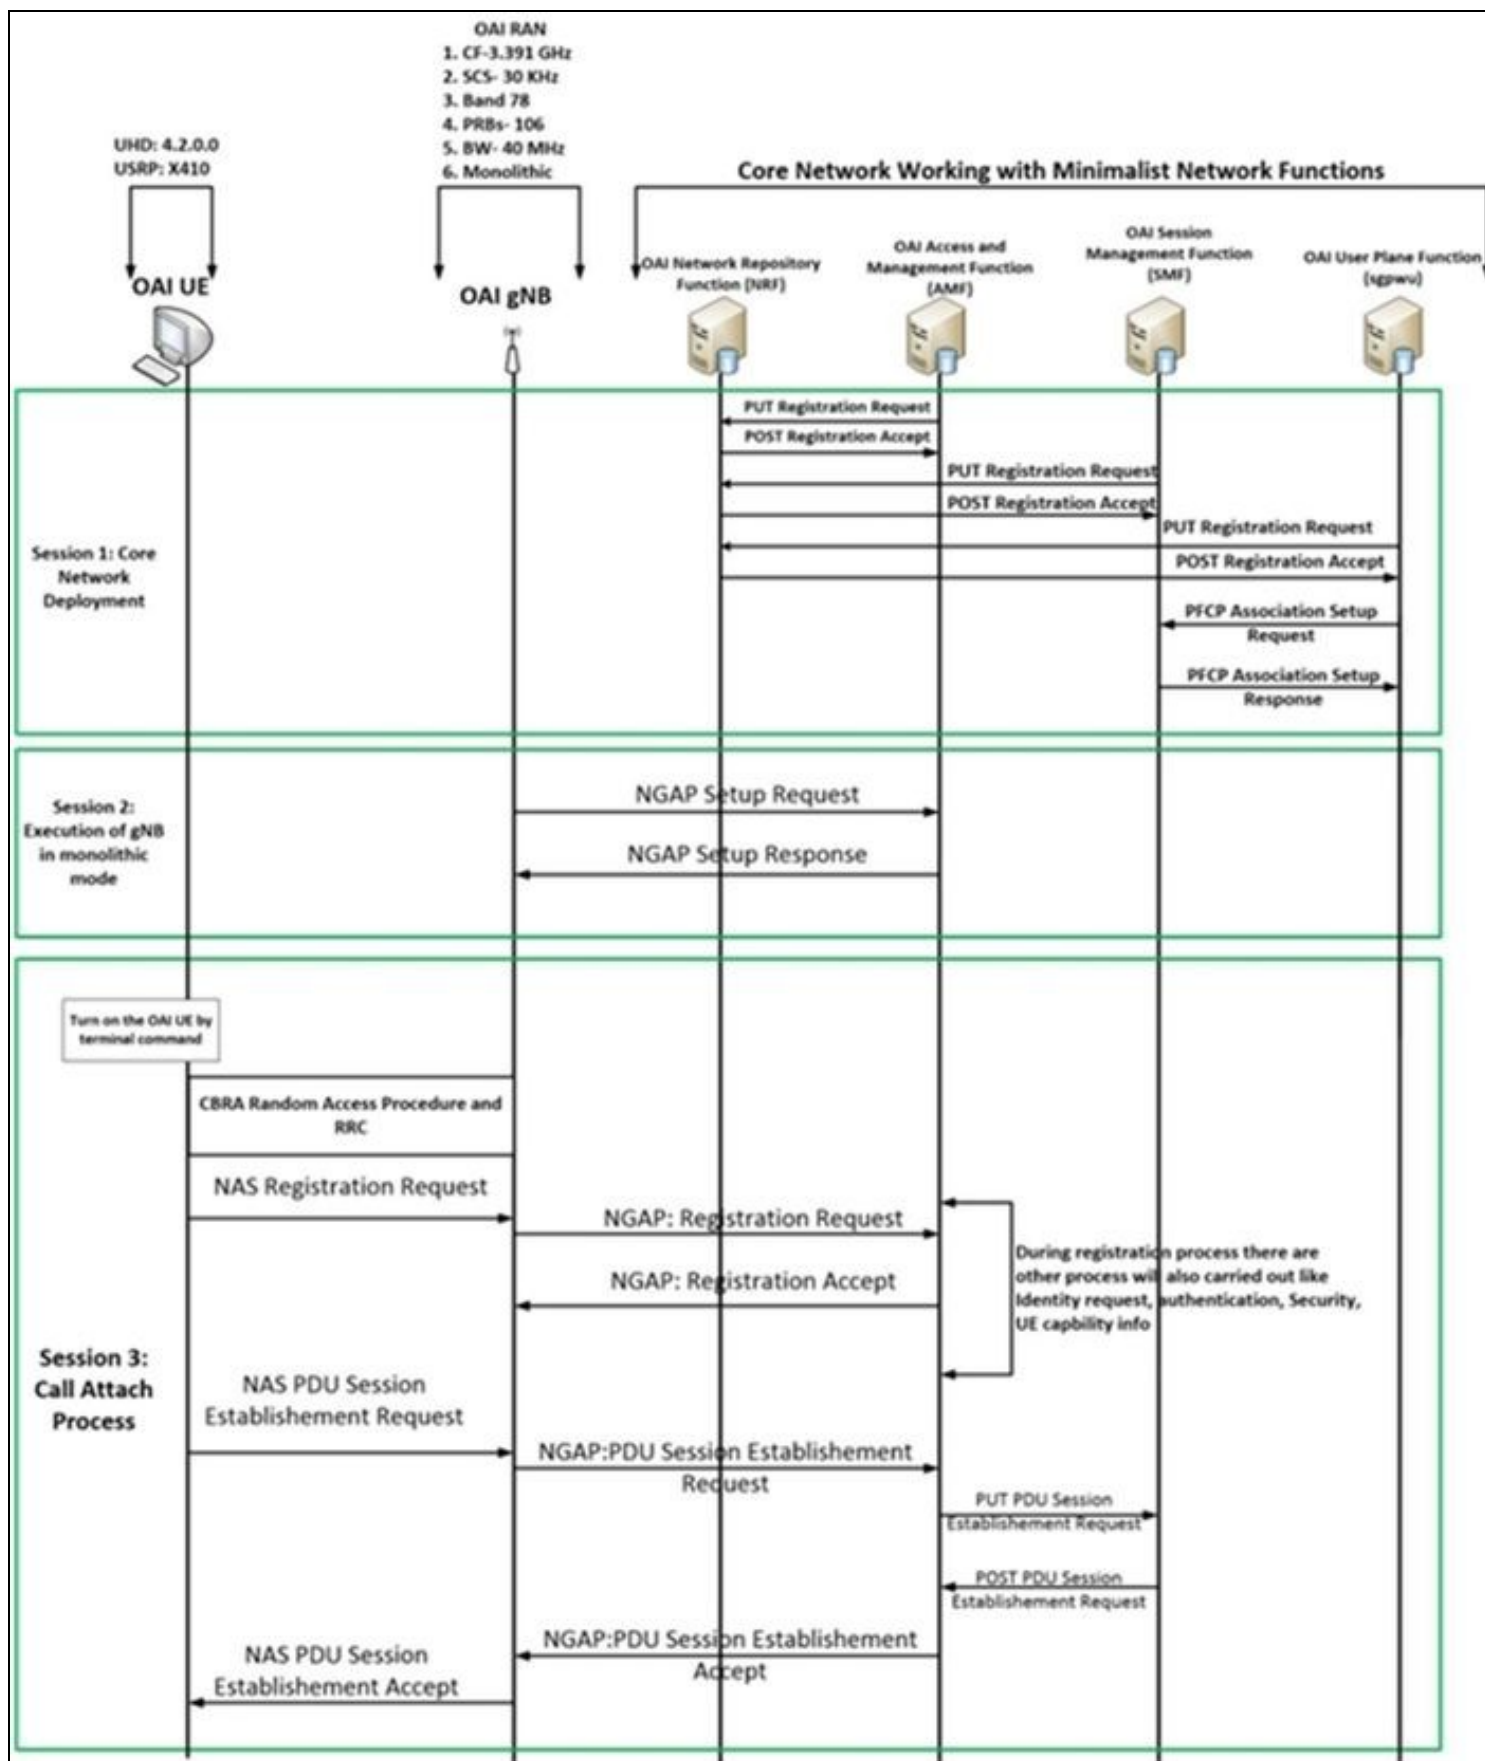 OAI RAN
1. CF-3.391 GHz
2. SCS- 30 KHz
3. Band 78
4. PRBs- 106
5. BW- 40 MHz
6. Monolithic
UHD: 4.2.0.0
USRP: X410
Core Network Working with Minimalist Network Functions
OAI UE
OAI gNB
OAI Network Repository
Function (NRF)
OAI Access and
Management Function
(AMF)
OAI Session
Management Function
(SMF)
OAI User Plane Function
(sgpwu)
Session 1: Core
Network
Deployment
PUT Registration Request
POST Registration Accept
PUT Registration Request
POST Registration Accept
PUT Registration Request
POST Registration Accept
PFCP Association Setup
Request
PFCP Association Setup
Response
Session 2:
Execution of gNB
in monolithic
mode
NGAP Setup Request
NGAP Setup Response
Session 3:
Call Attach
Process
Turn on the OAI UE by
terminal command
CBRA Random Access Procedure and
RRC
NAS Registration Request
NGAP: Registration Request
NGAP: Registration Accept
During registration process there are
other process will also carried out like
Identity request, authentication, Security,
UE capbility info
NAS PDU Session
Establishement Request
NGAP:PDU Session Establishement
Request
PUT PDU Session
Establishement Request
POST PDU Session
Establishement Request
NGAP:PDU Session Establishement
Accept
NAS PDU Session
Establishement Accept